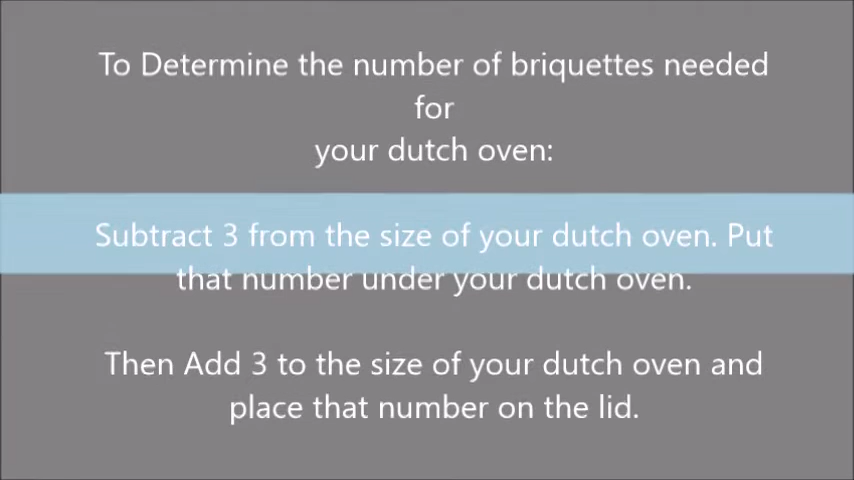 To Determine the number of briquettes needed
for
your dutch oven:
Subtract 3 from the size of your dutch oven. Put
that number under your dutch oven.
Then Add 3 to the size of your dutch oven and
place that number on the lid.